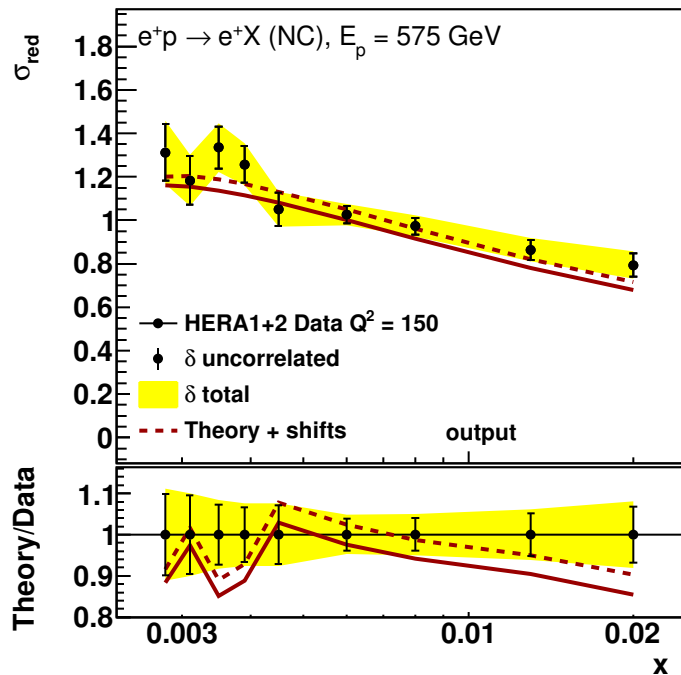 e⁺p → e⁺X (NC), E_p = 575 GeV
σ_red
1.8
1.6
1.4
1.2
1
0.8
0.6
0.4
0.2
0
HERA1+2 Data Q² = 150
δ uncorrelated
δ total
Theory + shifts
output
Theory/Data
1.1
1
0.9
0.8
0.003
0.01
0.02
x